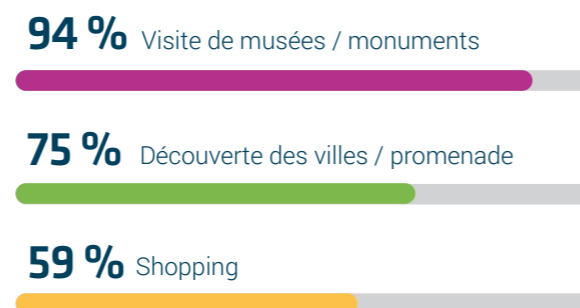 94 % Visite de musées / monuments
75 % Découverte des villes / promenade
59 % Shopping